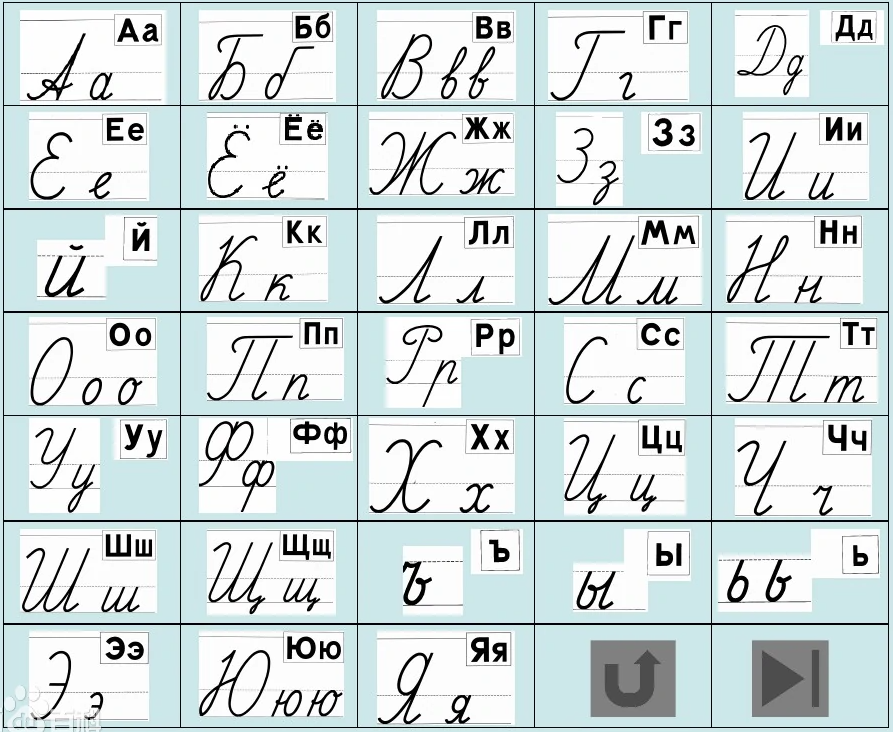 Аа Бб Вв Гг Дд
А а Б б В в в Г г Д д
Ее Ёё Жж Зз Ии
Е е Ё ё Ж ж З з И и
Й Кк Лл Мм Нн
й К к Л л М м Н н
Оо Пп Рр Сс Тт
О о о П п Р р С с Т т
Уу Фф Хх Цц Чч
У у Ф ф Х х Ц ц Ч ч
Шш Щщ Ъ Ы Ь
Ш ш Щ щ ъ ы ь ь
Ээ Юю Яя
Э э Ю ю ю Я я